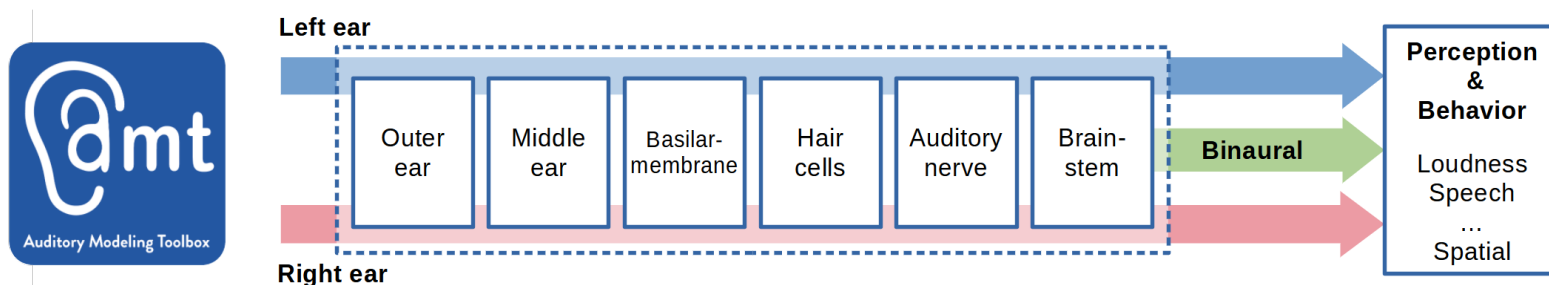 amt
Auditory Modeling Toolbox
Left ear
Outer
ear
Middle
ear
Basilar-
membrane
Hair
cells
Auditory
nerve
Brain-
stem
Binaural
Right ear
Perception
&
Behavior
Loudness
Speech
...
Spatial